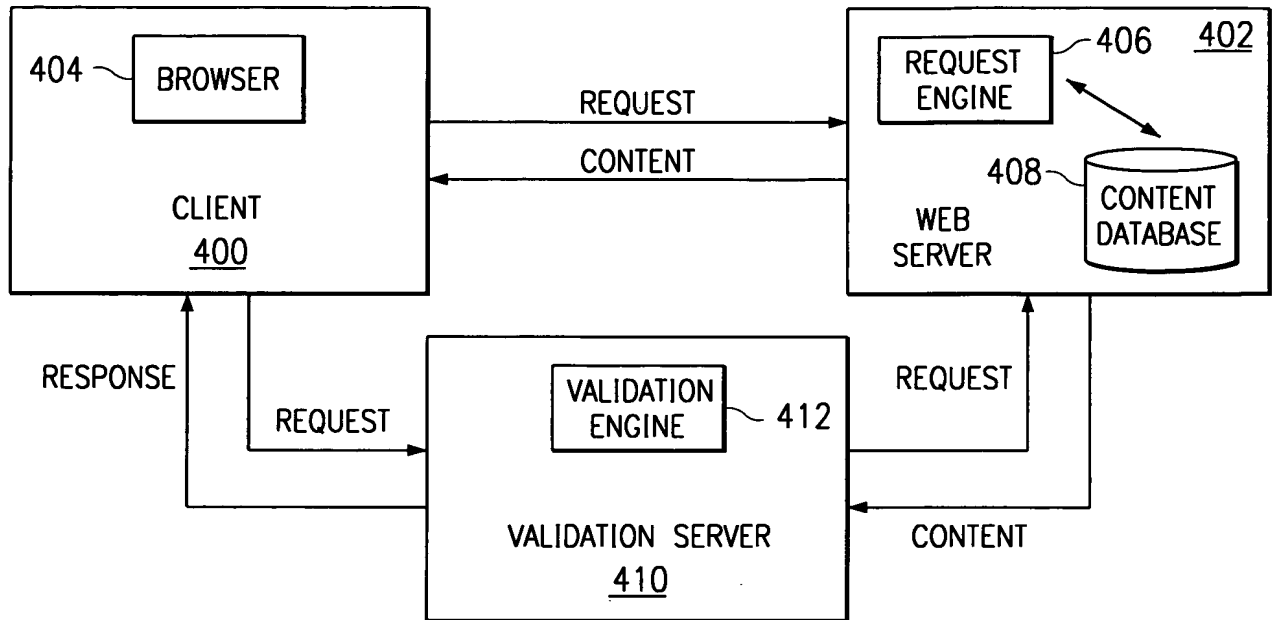 404
BROWSER
CLIENT
400
REQUEST
CONTENT
REQUEST
ENGINE
406
402
408
CONTENT
DATABASE
WEB
SERVER
RESPONSE
REQUEST
VALIDATION
ENGINE
412
VALIDATION SERVER
410
REQUEST
CONTENT